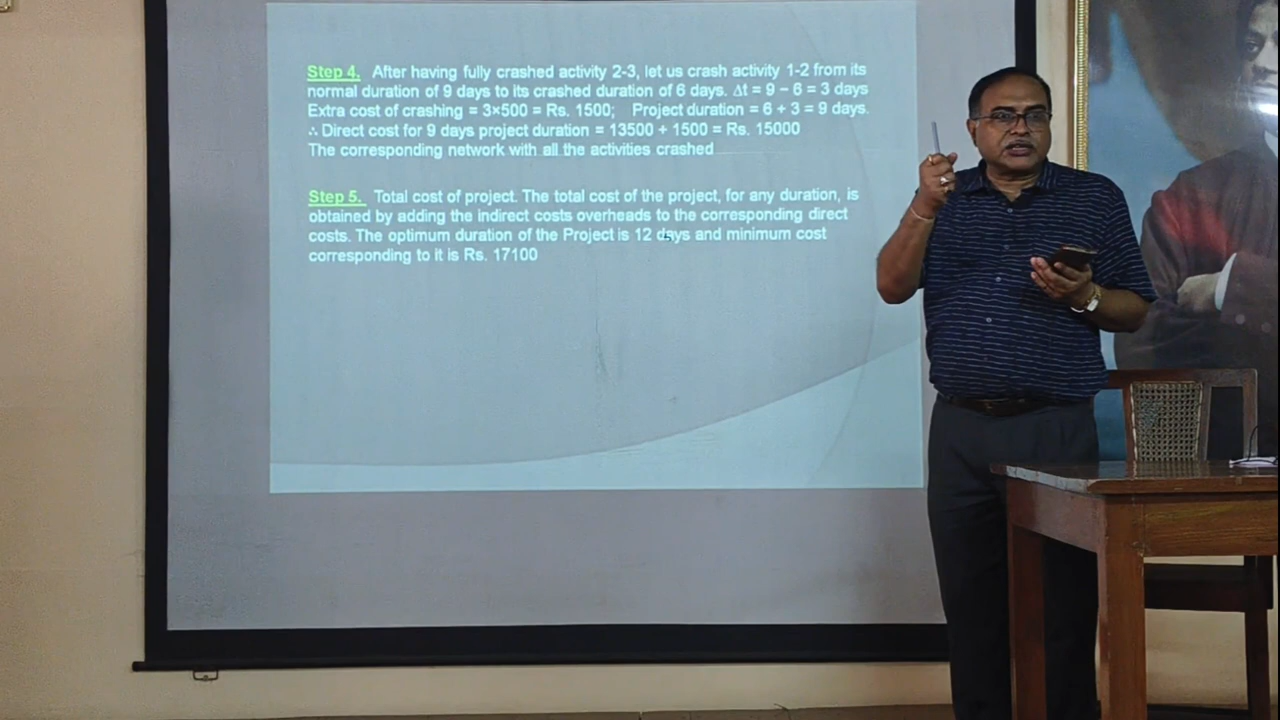 Step 4. After having fully crashed activity 2-3, let us crash activity 1-2 from its
normal duration of 9 days to its crashed duration of 6 days. Δt = 9 – 6 = 3 days
Extra cost of crashing = 3×500 = Rs. 1500; Project duration = 6 + 3 = 9 days.
∴ Direct cost for 9 days project duration = 13500 + 1500 = Rs. 15000
The corresponding network with all the activities crashed
Step 5. Total cost of project. The total cost of the project, for any duration, is
obtained by adding the indirect costs overheads to the corresponding direct
costs. The optimum duration of the Project is 12 days and minimum cost
corresponding to it is Rs. 17100